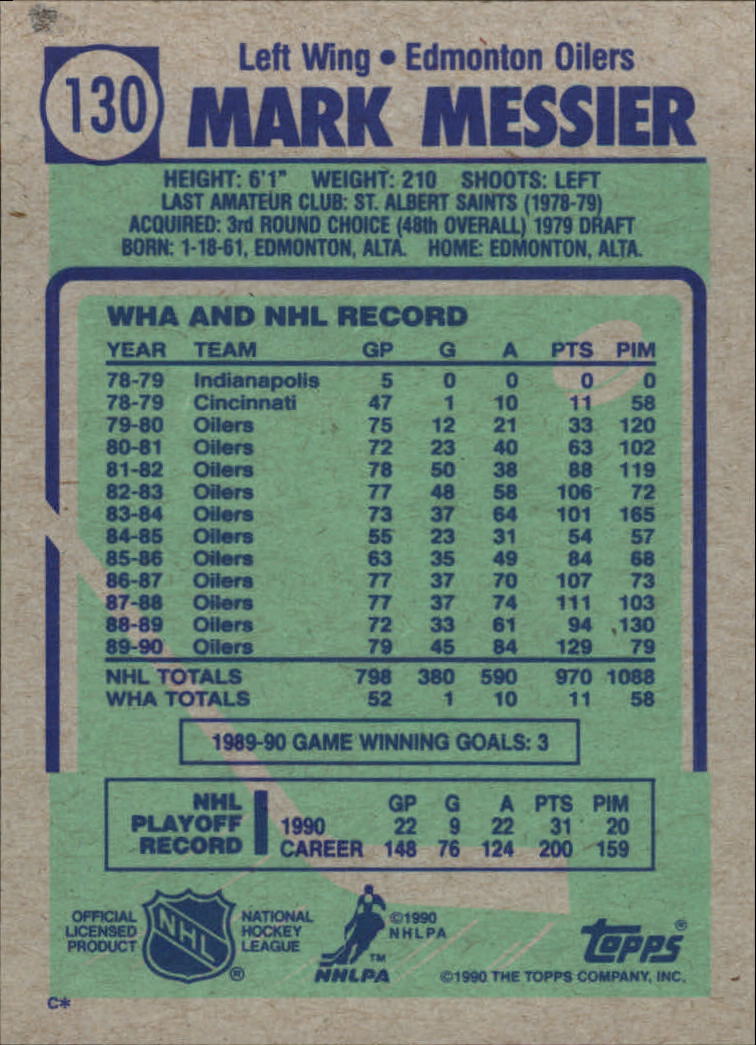 130
Left Wing • Edmonton Oilers
MARK MESSIER
HEIGHT: 6'1" WEIGHT: 210 SHOOTS: LEFT
LAST AMATEUR CLUB: ST. ALBERT SAINTS (1978-79)
ACQUIRED: 3rd ROUND CHOICE (48th OVERALL) 1979 DRAFT
BORN: 1-18-61, EDMONTON, ALTA. HOME: EDMONTON, ALTA.
WHA AND NHL RECORD
YEAR TEAM GP G A PTS PIM
78-79 Indianapolis 5 0 0 0 0
78-79 Cincinnati 47 1 10 11 58
79-80 Oilers 75 12 21 33 120
80-81 Oilers 72 23 40 63 102
81-82 Oilers 78 50 38 88 119
82-83 Oilers 77 48 58 106 72
83-84 Oilers 73 37 64 101 165
84-85 Oilers 55 23 31 54 57
85-86 Oilers 63 35 49 84 68
86-87 Oilers 77 37 70 107 73
87-88 Oilers 77 37 74 111 103
88-89 Oilers 72 33 61 94 130
89-90 Oilers 79 45 84 129 79
NHL TOTALS 798 380 590 970 1088
WHA TOTALS 52 1 10 11 58
1989-90 GAME WINNING GOALS: 3
NHL PLAYOFF RECORD
GP G A PTS PIM
1990 22 9 22 31 20
CAREER 148 76 124 200 159
OFFICIAL
LICENSED
PRODUCT
NHL
®
NATIONAL
HOCKEY
LEAGUE
TM
NHLPA
©1990
NHLPA
TOPPS®
©1990 THE TOPPS COMPANY, INC.
C*